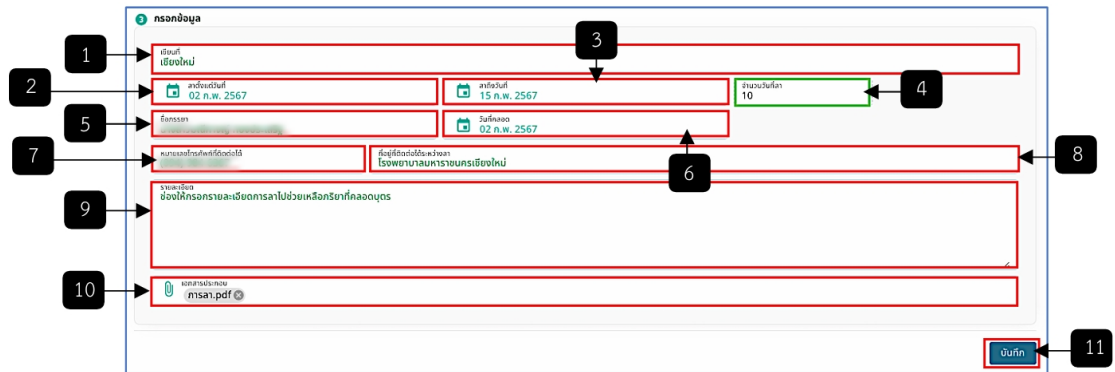 3 กรอกข้อมูล
1
เขียนที่
เชียงใหม่
3
2
ลาตั้งแต่วันที่
02 ก.พ. 2567
ลาถึงวันที่
15 ก.พ. 2567
จำนวนวันที่ลา
10
4
5
ชื่อภรรยา
วันที่คลอด
02 ก.พ. 2567
6
7
หมายเลขโทรศัพท์ที่ติดต่อได้
ที่อยู่ที่ติดต่อได้ระหว่างลา
โรงพยาบาลมหาราชนครเชียงใหม่
8
9
รายละเอียด
ช่องให้กรอกรายละเอียดการลาไปช่วยเหลือภริยาที่คลอดบุตร
10
เอกสารประกอบ
การลา.pdf
บันทึก
11